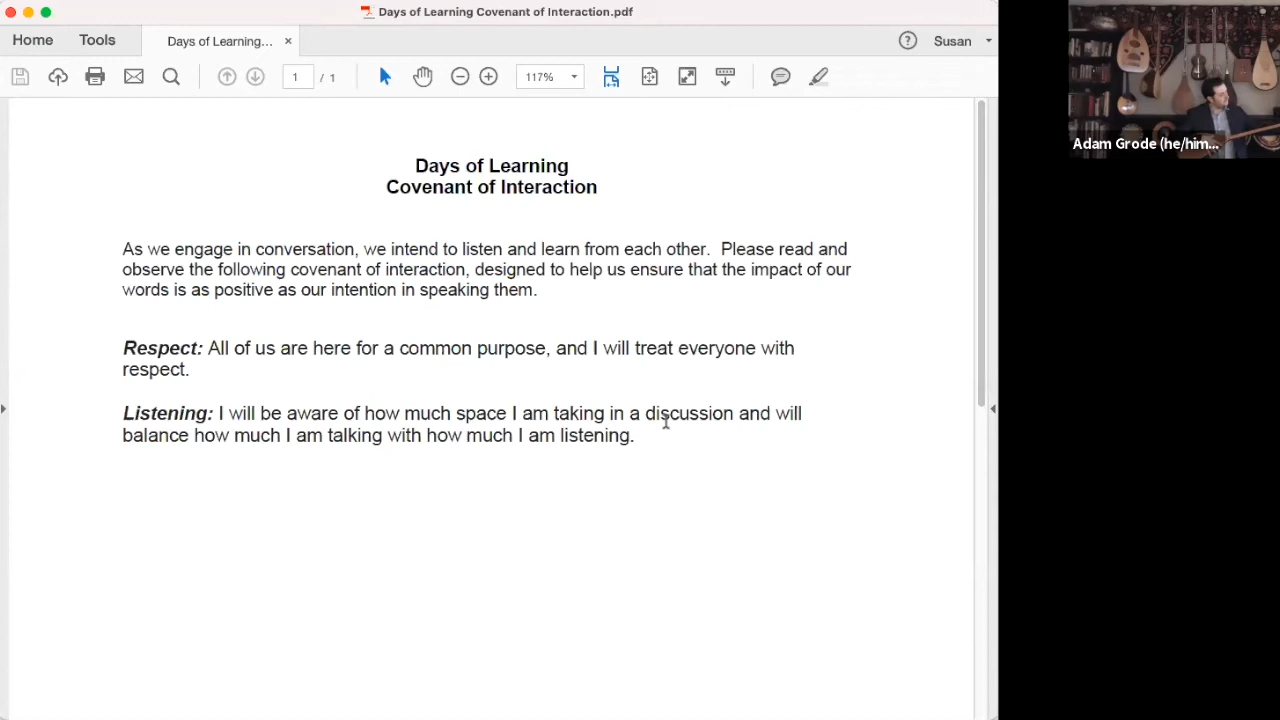 Days of Learning Covenant of Interaction.pdf
Home Tools Days of Learning... × Susan
1 / 1 117%
Days of Learning
Covenant of Interaction
As we engage in conversation, we intend to listen and learn from each other.  Please read and
observe the following covenant of interaction, designed to help us ensure that the impact of our
words is as positive as our intention in speaking them.
Respect: All of us are here for a common purpose, and I will treat everyone with
respect.
Listening: I will be aware of how much space I am taking in a discussion and will
balance how much I am talking with how much I am listening.
Adam Grode (he/him...